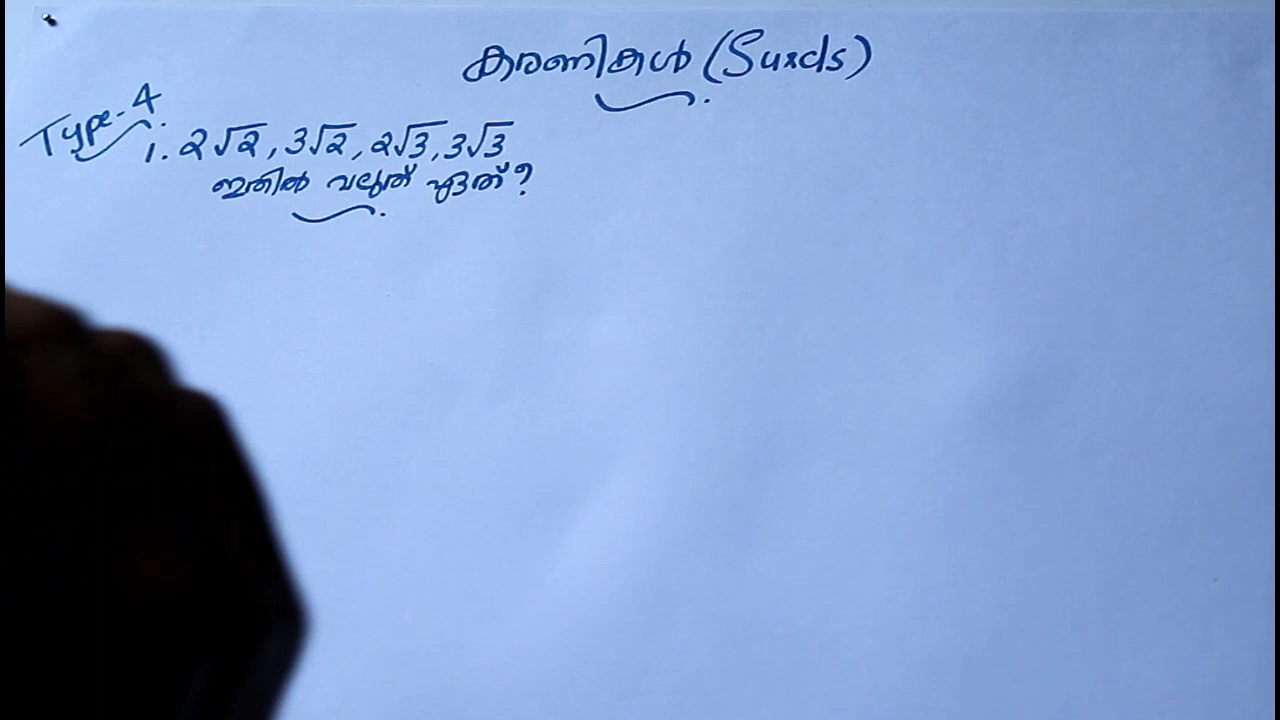 കരണികൾ (Surds)
Type-4
1. 2√2, 3√2, 2√3, 3√3
ഇതിൽ വലുത് ഏത്?